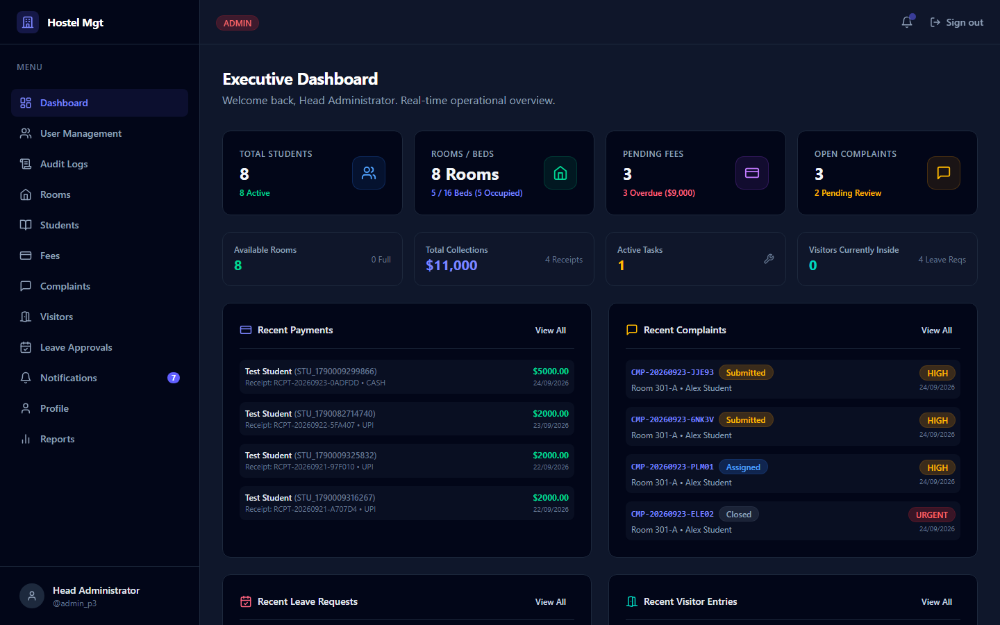 Hostel Mgt
ADMIN
Sign out
MENU
Dashboard
User Management
Audit Logs
Rooms
Students
Fees
Complaints
Visitors
Leave Approvals
Notifications 7
Profile
Reports
Head Administrator
@admin_p3
Executive Dashboard
Welcome back, Head Administrator. Real-time operational overview.
TOTAL STUDENTS
8
8 Active
ROOMS / BEDS
8 Rooms
5 / 16 Beds (5 Occupied)
PENDING FEES
3
3 Overdue ($9,000)
OPEN COMPLAINTS
3
2 Pending Review
Available Rooms
8
0 Full
Total Collections
$11,000
4 Receipts
Active Tasks
1
Visitors Currently Inside
0
4 Leave Reqs
Recent Payments View All
Test Student (STU_1790009299866) $5000.00
Receipt: RCPT-20260923-0ADFDD • CASH 24/09/2026
Test Student (STU_1790082714740) $2000.00
Receipt: RCPT-20260922-5FA407 • UPI 23/09/2026
Test Student (STU_1790009325832) $2000.00
Receipt: RCPT-20260921-97F010 • UPI 22/09/2026
Test Student (STU_1790009316267) $2000.00
Receipt: RCPT-20260921-A707D4 • UPI 22/09/2026
Recent Complaints View All
CMP-20260923-JJE93 Submitted HIGH
Room 301-A • Alex Student 24/09/2026
CMP-20260923-6NK3V Submitted HIGH
Room 301-A • Alex Student 24/09/2026
CMP-20260923-PLM01 Assigned HIGH
Room 301-A • Alex Student 24/09/2026
CMP-20260923-ELE02 Closed URGENT
Room 301-A • Alex Student 24/09/2026
Recent Leave Requests View All
Recent Visitor Entries View All